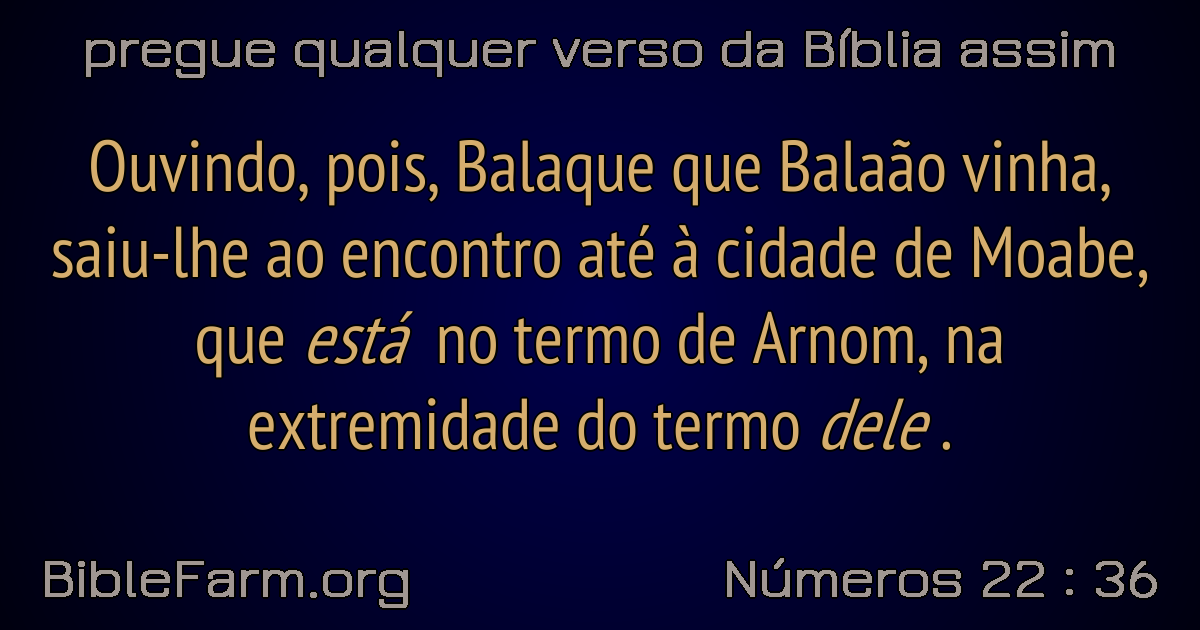 pregue qualquer verso da Bíblia assim
Ouvindo, pois, Balaque que Balaão vinha,
saiu-lhe ao encontro até à cidade de Moabe,
que está no termo de Arnom, na
extremidade do termo dele .
BibleFarm.org
Números 22 : 36